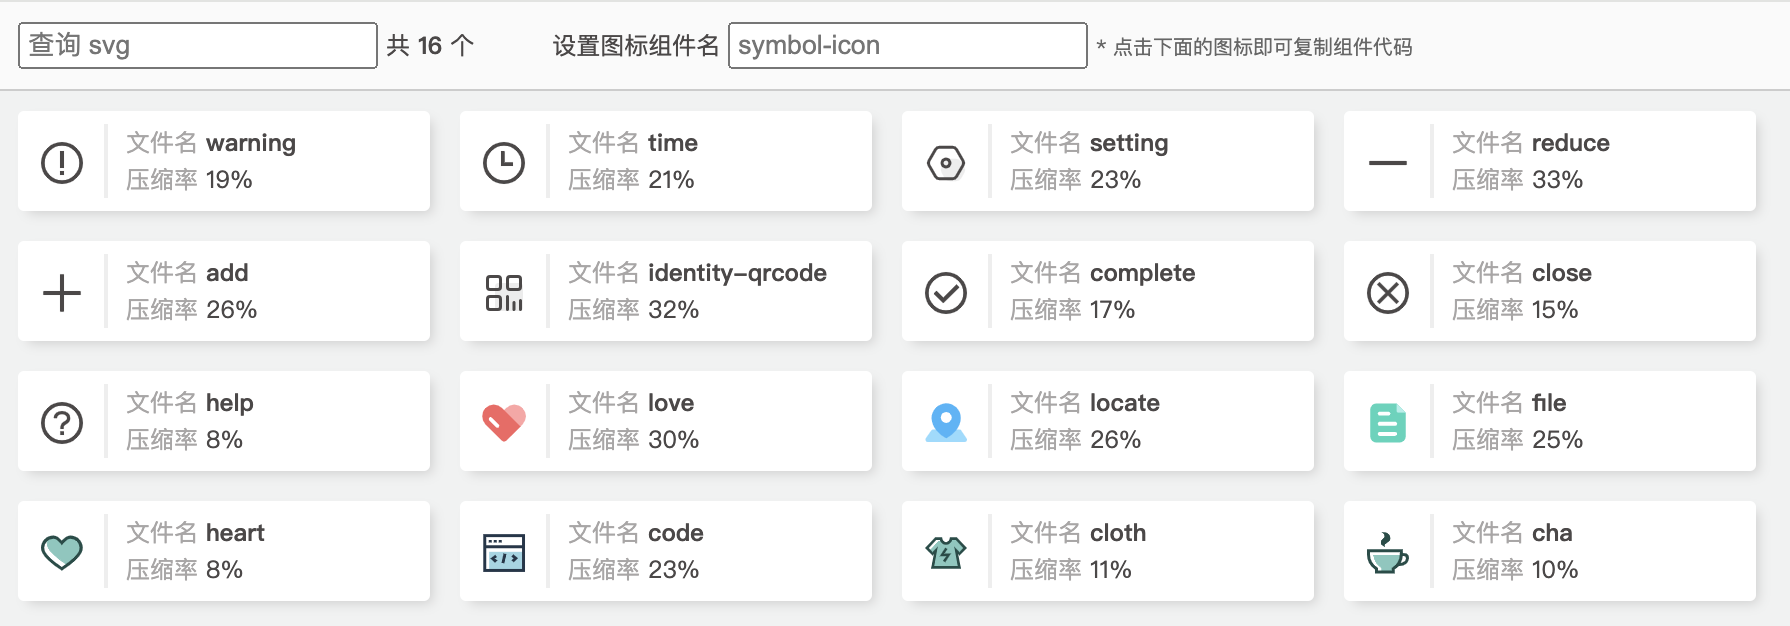 查询 svg
共 16 个
设置图标组件名 symbol-icon * 点击下面的图标即可复制组件代码
文件名 warning
压缩率 19%
文件名 time
压缩率 21%
文件名 setting
压缩率 23%
文件名 reduce
压缩率 33%
文件名 add
压缩率 26%
文件名 identity-qrcode
压缩率 32%
文件名 complete
压缩率 17%
文件名 close
压缩率 15%
文件名 help
压缩率 8%
文件名 love
压缩率 30%
文件名 locate
压缩率 26%
文件名 file
压缩率 25%
文件名 heart
压缩率 8%
文件名 code
压缩率 23%
文件名 cloth
压缩率 11%
文件名 cha
压缩率 10%